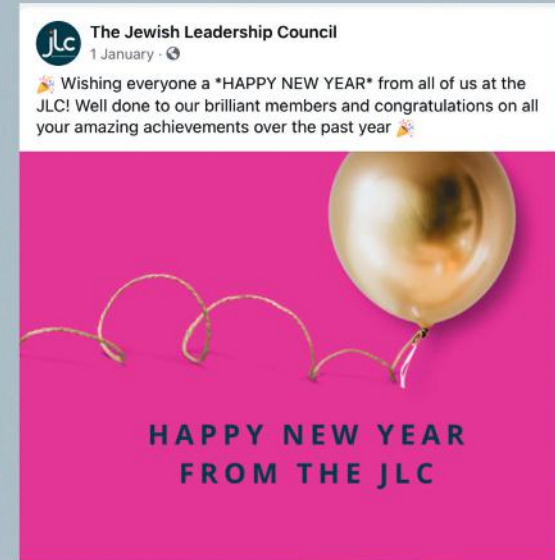 jlc
The Jewish Leadership Council
1 January ·
🎉 Wishing everyone a *HAPPY NEW YEAR* from all of us at the
JLC! Well done to our brilliant members and congratulations on all
your amazing achievements over the past year 🎉
HAPPY NEW YEAR
FROM THE JLC